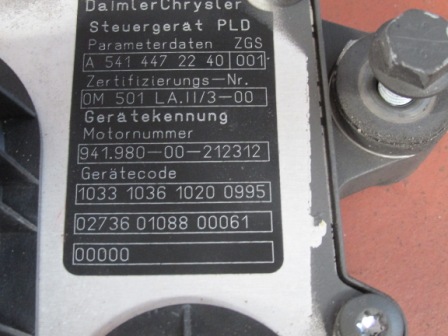 DaimlerChrysler
Steuergerät PLD
Parameterdaten ZGS
A 541 447 22 40 001
Zertifizierungs-Nr.
OM 501 LA.II/3-00
Gerätekennung
Motornummer
941.980-00-212312
Gerätecode
1033 1036 1020 0995
02736 01088 00061
00000